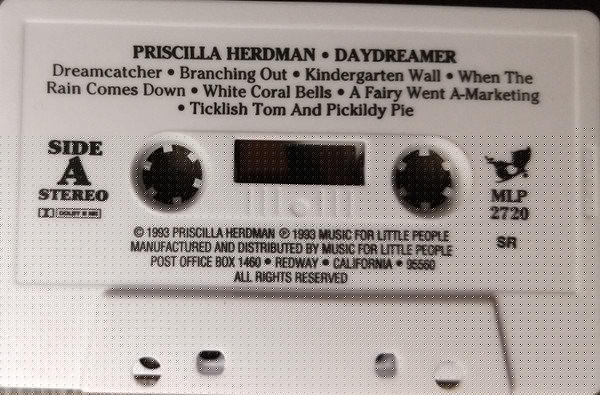 PRISCILLA HERDMAN • DAYDREAMER
Dreamcatcher • Branching Out • Kindergarten Wall • When The
Rain Comes Down • White Coral Bells • A Fairy Went A-Marketing
• Ticklish Tom And Pickildy Pie
SIDE
A
STEREO
DOLBY B NR
MLP
2720
SR
© 1993 PRISCILLA HERDMAN ℗ 1993 MUSIC FOR LITTLE PEOPLE
MANUFACTURED AND DISTRIBUTED BY MUSIC FOR LITTLE PEOPLE
POST OFFICE BOX 1460 • REDWAY • CALIFORNIA • 95560
ALL RIGHTS RESERVED